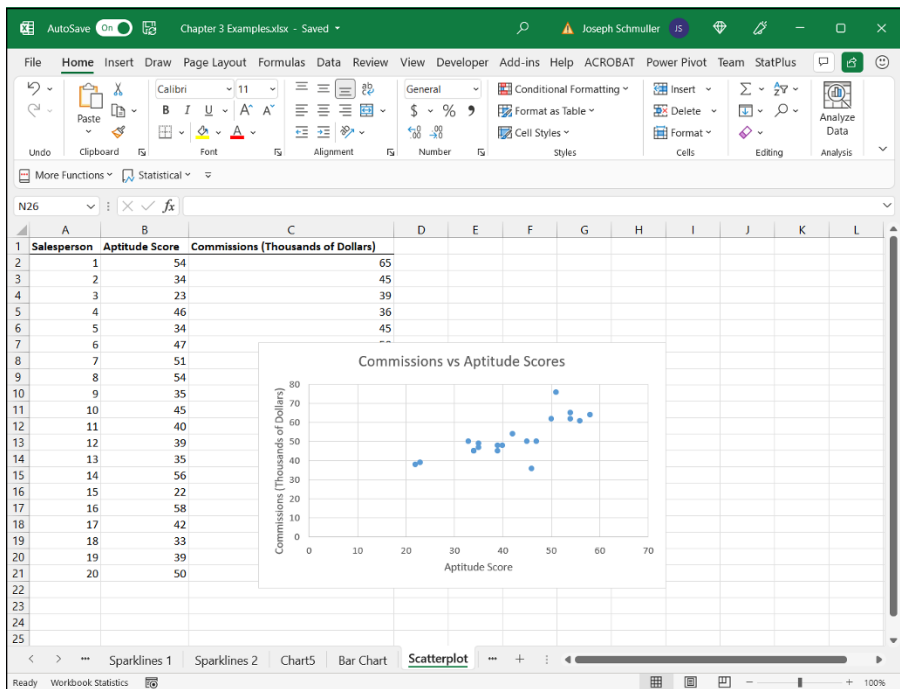 AutoSave On Chapter 3 Examples.xlsx - Saved Joseph Schmuller JS
File Home Insert Draw Page Layout Formulas Data Review View Developer Add-ins Help ACROBAT Power Pivot Team StatPlus
Paste Calibri 11 General Conditional Formatting Insert Analyze Data
B I U A A $ % 9 Format as Table Delete
A Cell Styles Format
Undo Clipboard Font Alignment Number Styles Cells Editing Analysis
More Functions Statistical
N26 fx
A B C D E F G H I J K L
1 Salesperson Aptitude Score Commissions (Thousands of Dollars)
2 1 54 65
3 2 34 45
4 3 23 39
5 4 46 36
6 5 34 45
7 6 47
8 7 51
9 8 54
10 9 35
11 10 45
12 11 40
13 12 39
14 13 35
15 14 56
16 15 22
17 16 58
18 17 42
19 18 33
20 19 39
21 20 50
22
23
24
25
Commissions vs Aptitude Scores
Commissions (Thousands of Dollars)
80
70
60
50
40
30
20
10
0
0 10 20 30 40 50 60 70
Aptitude Score
Sparklines 1 Sparklines 2 Chart5 Bar Chart Scatterplot
Ready Workbook Statistics 100%